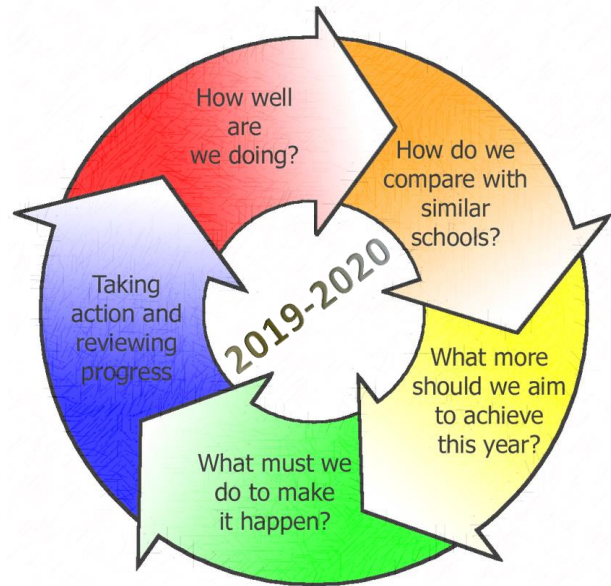 How well
are
we doing?
How do we
compare with
similar
schools?
What more
should we aim
to achieve
this year?
What must we
do to make
it happen?
Taking
action and
reviewing
progress
2019-2020